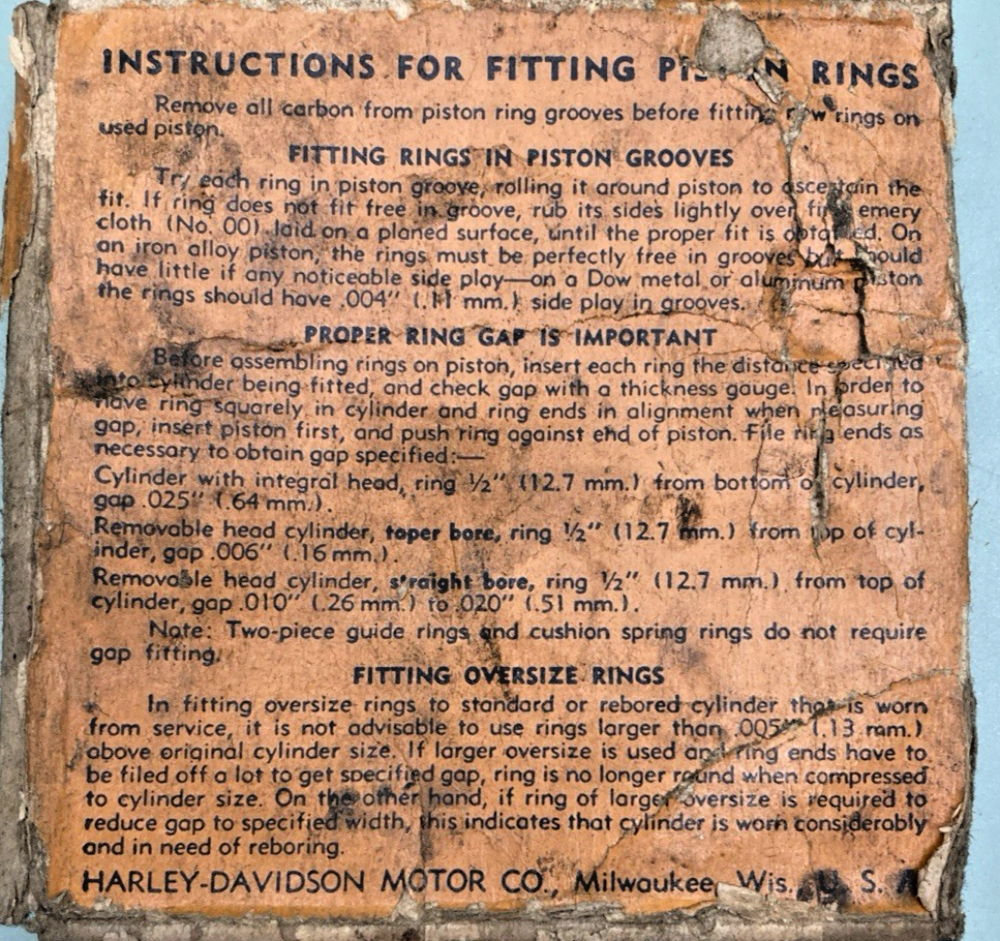 INSTRUCTIONS FOR FITTING PISTON RINGS
Remove all carbon from piston ring grooves before fitting new rings on
used piston.
FITTING RINGS IN PISTON GROOVES
Try each ring in piston groove, rolling it around piston to ascertain the
fit. If ring does not fit free in groove, rub its sides lightly over fine emery
cloth (No. 00) laid on a planed surface, until the proper fit is obtained. On
an iron alloy piston, the rings must be perfectly free in grooves but should
have little if any noticeable side play—on a Dow metal or aluminum piston
the rings should have .004" (.11 mm.) side play in grooves.
PROPER RING GAP IS IMPORTANT
Before assembling rings on piston, insert each ring the distance specified
into cylinder being fitted, and check gap with a thickness gauge. In order to
have ring squarely in cylinder and ring ends in alignment when measuring
gap, insert piston first, and push ring against end of piston. File ring ends as
necessary to obtain gap specified:—
Cylinder with integral head, ring ½" (12.7 mm.) from bottom of cylinder,
gap .025" (.64 mm.).
Removable head cylinder, taper bore, ring ½" (12.7 mm.) from top of cyl-
inder, gap .006" (.16 mm.).
Removable head cylinder, straight bore, ring ½" (12.7 mm.) from top of
cylinder, gap .010" (.26 mm.) to .020" (.51 mm.).
Note: Two-piece guide rings and cushion spring rings do not require
gap fitting.
FITTING OVERSIZE RINGS
In fitting oversize rings to standard or rebored cylinder that is worn
from service, it is not advisable to use rings larger than .005" (.13 mm.)
above original cylinder size. If larger oversize is used and ring ends have to
be filed off a lot to get specified gap, ring is no longer round when compressed
to cylinder size. On the other hand, if ring of larger oversize is required to
reduce gap to specified width, this indicates that cylinder is worn considerably
and in need of reboring.
HARLEY-DAVIDSON MOTOR CO., Milwaukee, Wis., U. S. A